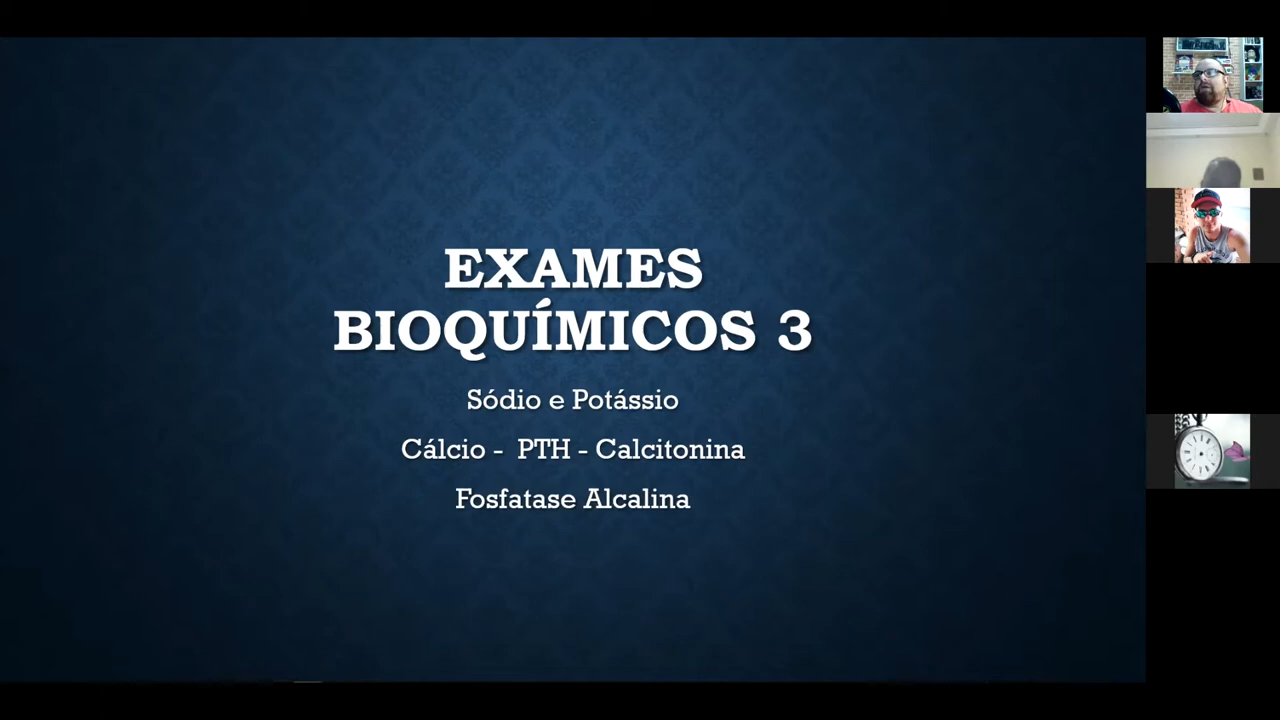 EXAMES
BIOQUÍMICOS 3
Sódio e Potássio
Cálcio - PTH - Calcitonina
Fosfatase Alcalina